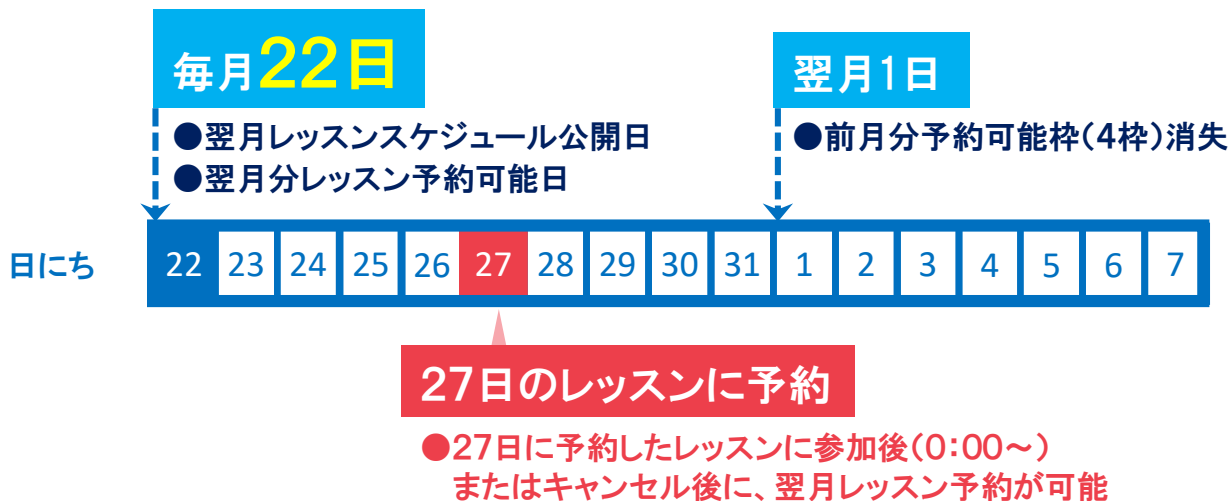 毎月22日
翌月1日
●翌月レッスンスケジュール公開日
●翌月分レッスン予約可能日
●前月分予約可能枠(4枠)消失
日にち 22 23 24 25 26 27 28 29 30 31 1 2 3 4 5 6 7
27日のレッスンに予約
●27日に予約したレッスンに参加後(0:00~)
またはキャンセル後に、翌月レッスン予約が可能